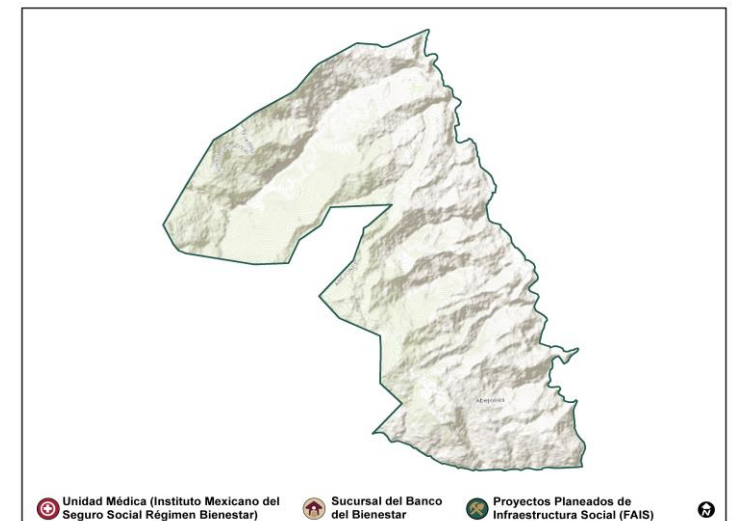 Abejones
Unidad Médica (Instituto Mexicano del
Seguro Social Régimen Bienestar)
Sucursal del Banco
del Bienestar
Proyectos Planeados de
Infraestructura Social (FAIS)
N